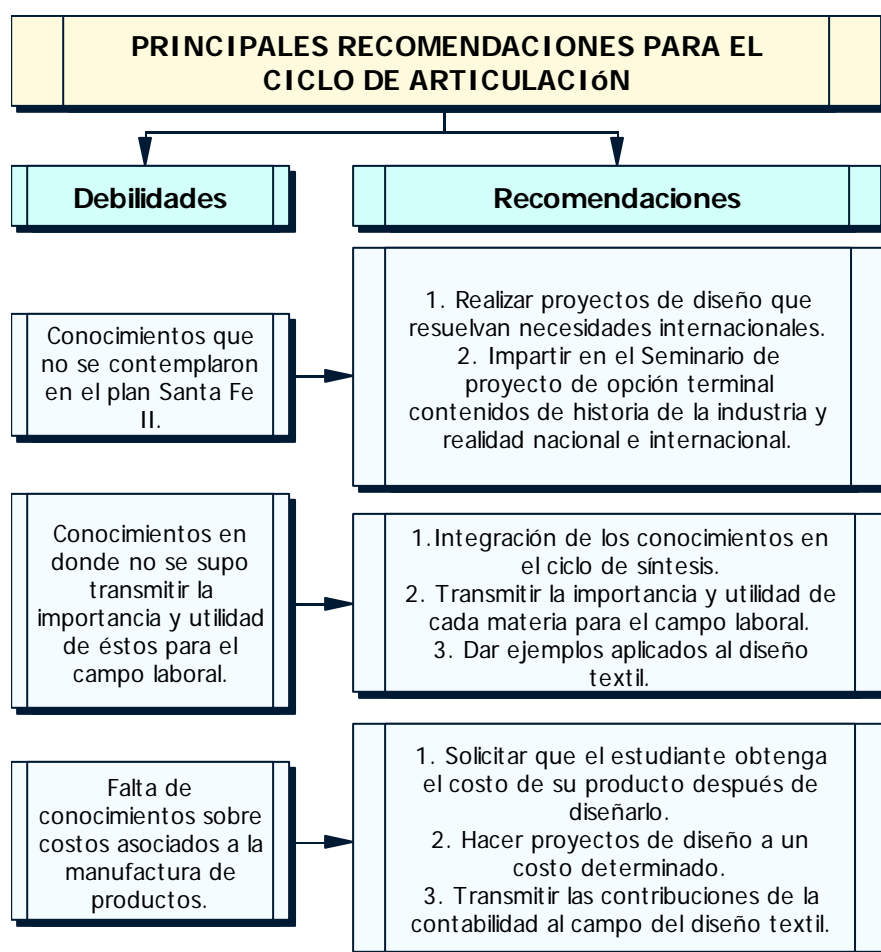 PRINCIPALES RECOMENDACIONES PARA EL
CICLO DE ARTICULACIóN
Debilidades
Recomendaciones
Conocimientos que
no se contemplaron
en el plan Santa Fe
II.
1. Realizar proyectos de diseño que
resuelvan necesidades internacionales.
2. Impartir en el Seminario de
proyecto de opción terminal
contenidos de historia de la industria y
realidad nacional e internacional.
Conocimientos en
donde no se supo
transmitir la
importancia y utilidad
de éstos para el
campo laboral.
1.Integración de los conocimientos en
el ciclo de síntesis.
2. Transmitir la importancia y utilidad de
cada materia para el campo laboral.
3. Dar ejemplos aplicados al diseño
textil.
Falta de
conocimientos sobre
costos asociados a la
manufactura de
productos.
1. Solicitar que el estudiante obtenga
el costo de su producto después de
diseñarlo.
2. Hacer proyectos de diseño a un
costo determinado.
3. Transmitir las contribuciones de la
contabilidad al campo del diseño textil.